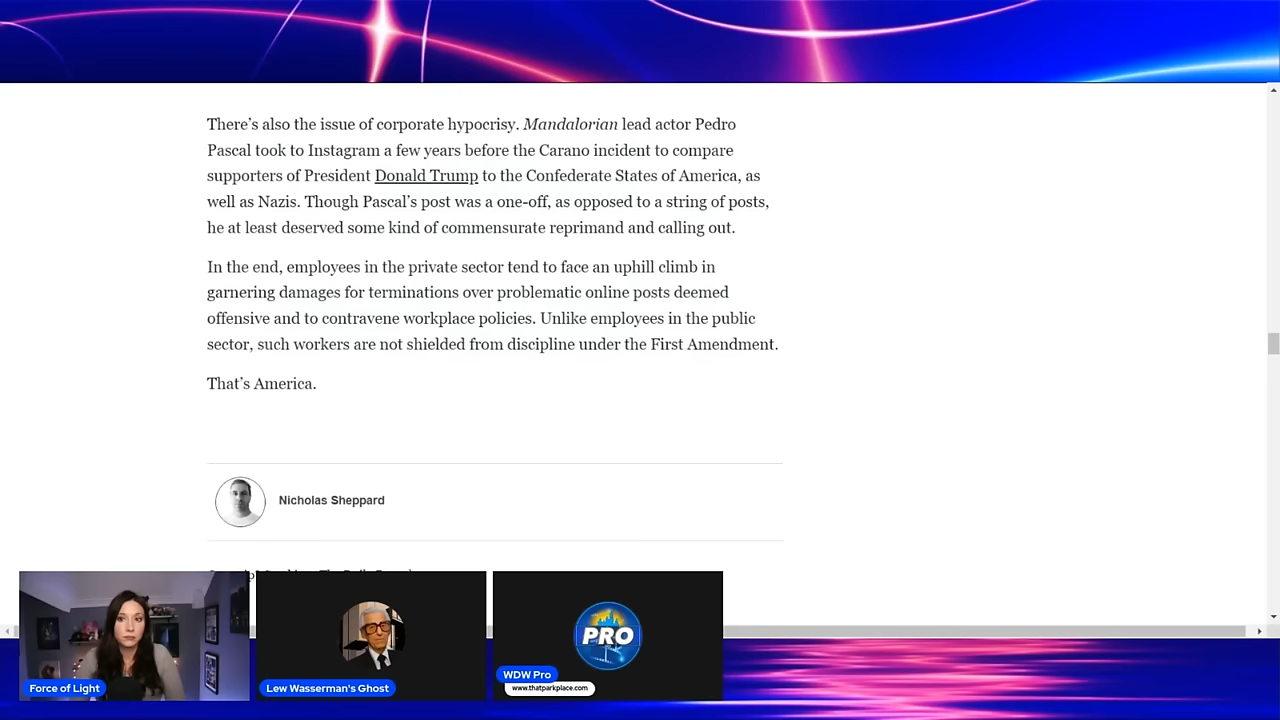 There’s also the issue of corporate hypocrisy. Mandalorian lead actor Pedro
Pascal took to Instagram a few years before the Carano incident to compare
supporters of President Donald Trump to the Confederate States of America, as
well as Nazis. Though Pascal’s post was a one-off, as opposed to a string of posts,
he at least deserved some kind of commensurate reprimand and calling out.
In the end, employees in the private sector tend to face an uphill climb in
garnering damages for terminations over problematic online posts deemed
offensive and to contravene workplace policies. Unlike employees in the public
sector, such workers are not shielded from discipline under the First Amendment.
That’s America.
Nicholas Sheppard
PRO
Force of Light
Lew Wasserman's Ghost
WDW Pro
www.thatparkplace.com